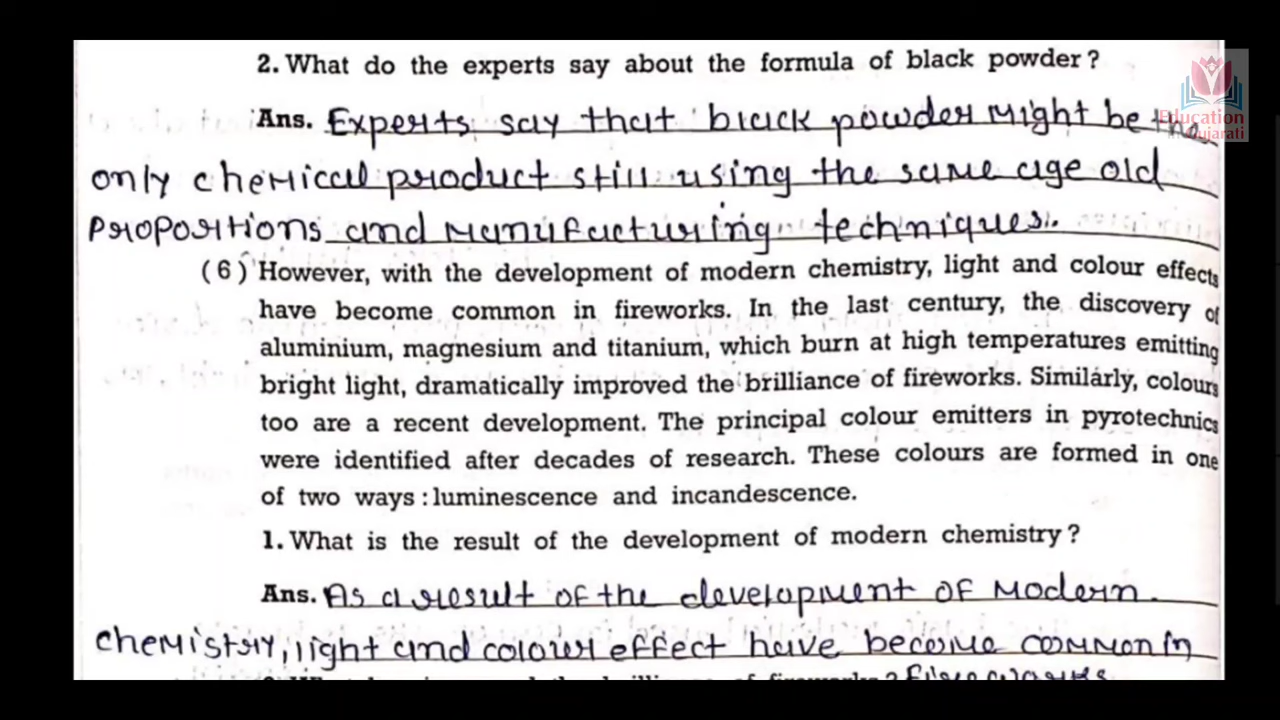 2. What do the experts say about the formula of black powder ?
Ans. Experts say that black powder might be the
only chemical product still using the same age old
propositions and manufacturing techniques.
(6) However, with the development of modern chemistry, light and colour effects
have become common in fireworks. In the last century, the discovery of
aluminium, magnesium and titanium, which burn at high temperatures emitting
bright light, dramatically improved the brilliance of fireworks. Similarly, colours
too are a recent development. The principal colour emitters in pyrotechnics
were identified after decades of research. These colours are formed in one
of two ways : luminescence and incandescence.
1. What is the result of the development of modern chemistry ?
Ans. As a result of the development of modern
chemistry, light and colour effect have become common in
fireworks
Education
in Gujarati